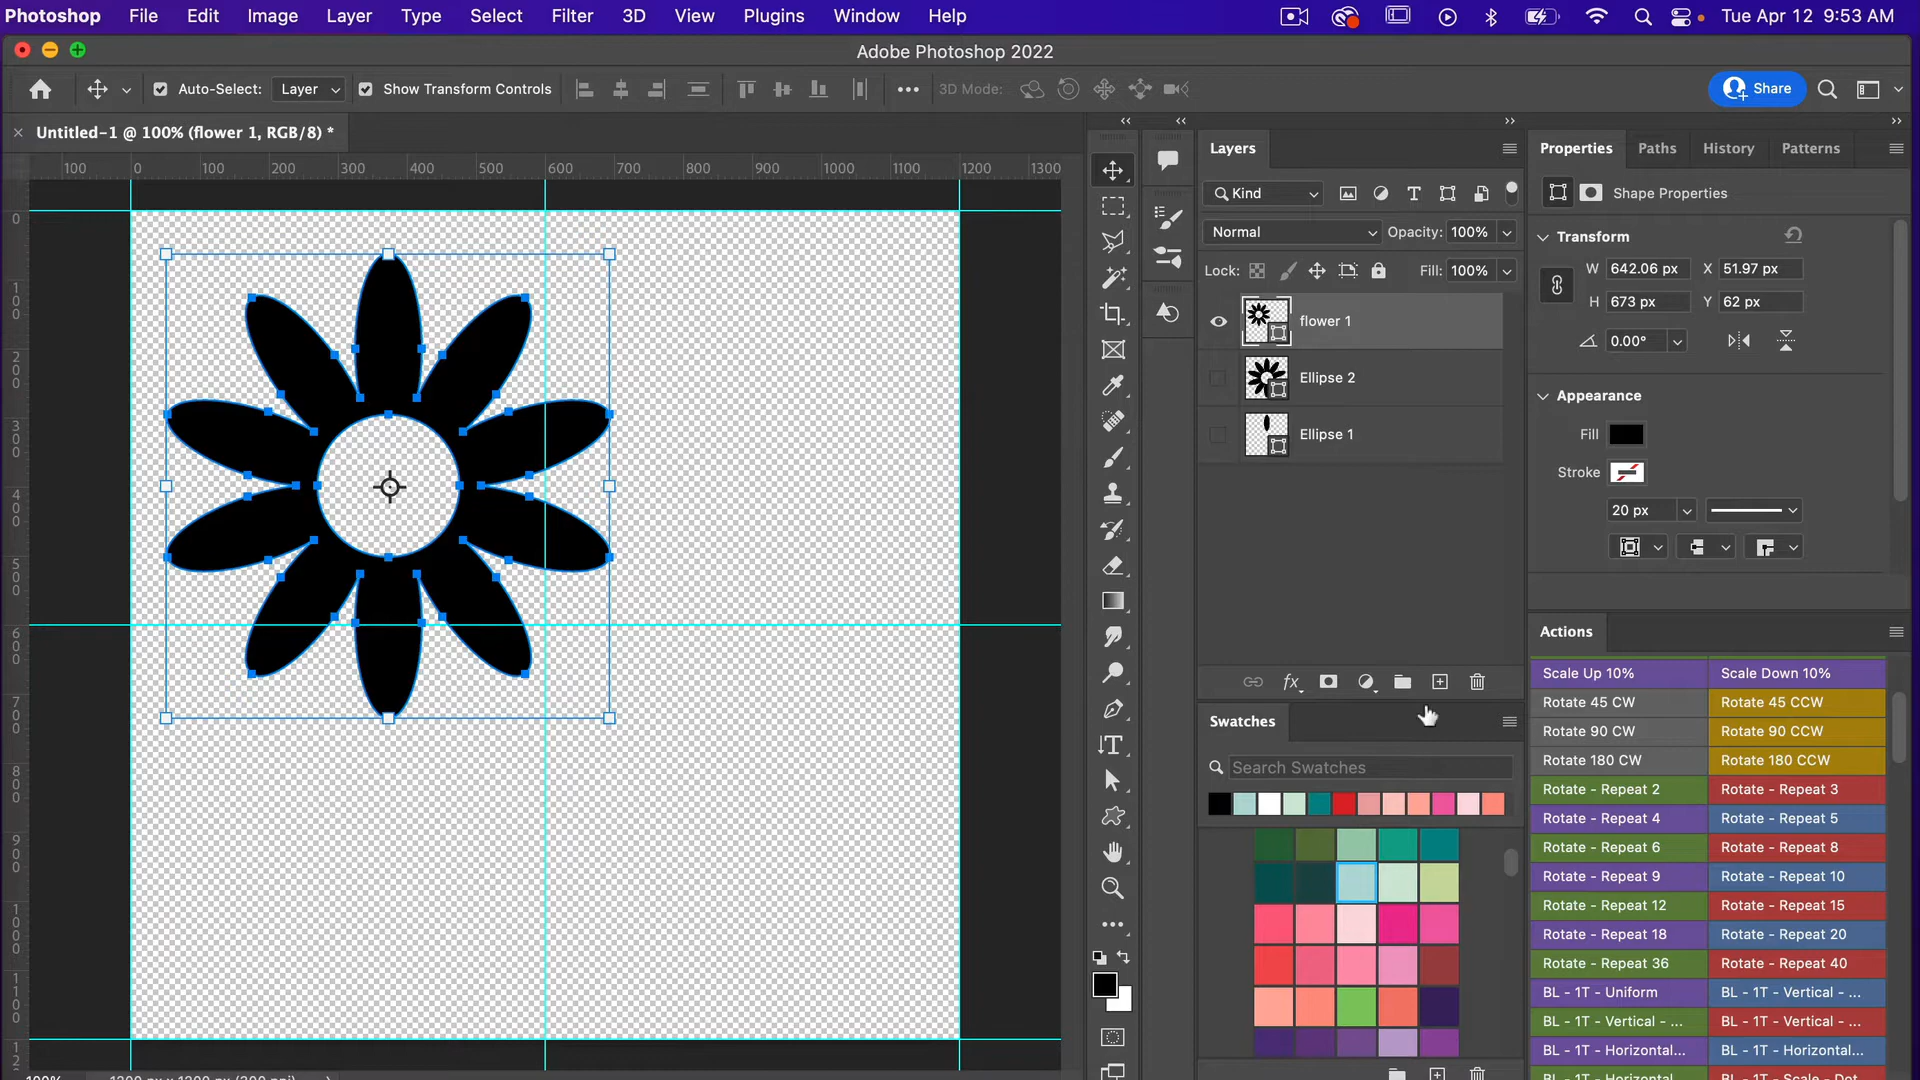 Photoshop File Edit Image Layer Type Select Filter 3D View Plugins Window Help Tue Apr 12 9:53 AM
Adobe Photoshop 2022
Auto-Select: Layer Show Transform Controls 3D Mode: Share
× Untitled-1 @ 100% (flower 1, RGB/8) *
100 0 100 200 300 400 500 600 700 800 900 1000 1100 1200 1300
0
100
200
300
400
500
600
700
800
900
1000
1100
12
Layers
Kind
Normal Opacity: 100%
Lock: Fill: 100%
flower 1
Ellipse 2
Ellipse 1
fx
Swatches
Search Swatches
Properties Paths History Patterns
Shape Properties
Transform
W 642.06 px X 51.97 px
H 673 px Y 62 px
0.00°
Appearance
Fill
Stroke
20 px
Actions
Scale Up 10% Scale Down 10%
Rotate 45 CW Rotate 45 CCW
Rotate 90 CW Rotate 90 CCW
Rotate 180 CW Rotate 180 CCW
Rotate - Repeat 2 Rotate - Repeat 3
Rotate - Repeat 4 Rotate - Repeat 5
Rotate - Repeat 6 Rotate - Repeat 8
Rotate - Repeat 9 Rotate - Repeat 10
Rotate - Repeat 12 Rotate - Repeat 15
Rotate - Repeat 18 Rotate - Repeat 20
Rotate - Repeat 36 Rotate - Repeat 40
BL - 1T - Uniform BL - 1T - Vertical - ...
BL - 1T - Vertical - ... BL - 1T - Vertical - ...
BL - 1T - Horizontal... BL - 1T - Horizontal...
BL - 1T - Horizontal BL - 1T - Scale - Dot